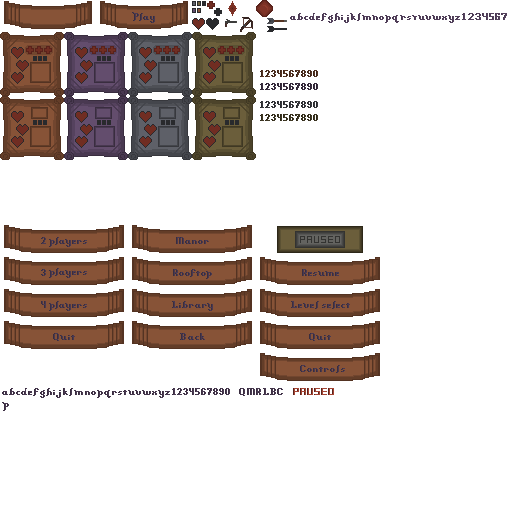 Play
abcdefghijklmnopqrstuvwxyz1234567
1234567890
1234567890
1234567890
1234567890
2 players
Manor
PAUSED
3 players
Rooftop
Resume
4 players
Library
Level select
Quit
Back
Quit
Controls
abcdefghijklmnopqrstuvwxyz1234567890 QMRLBC PAUSED
P